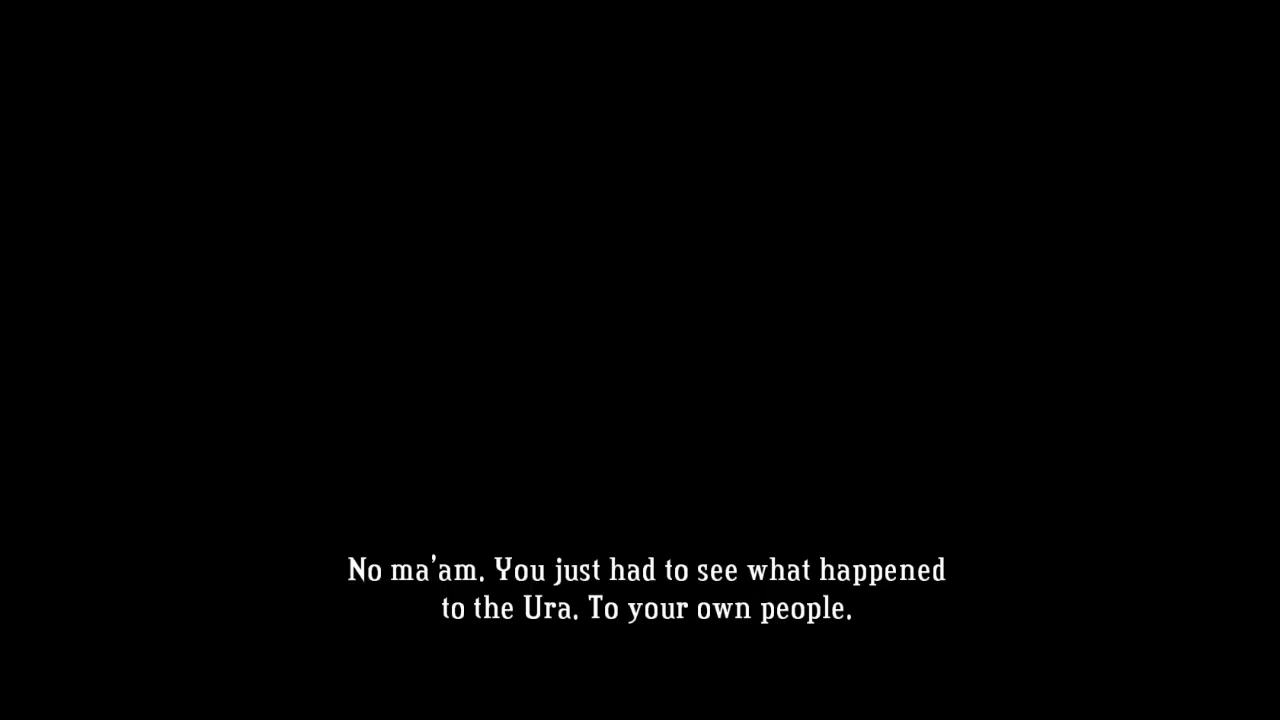 No ma'am. You just had to see what happened
to the Ura. To your own people.